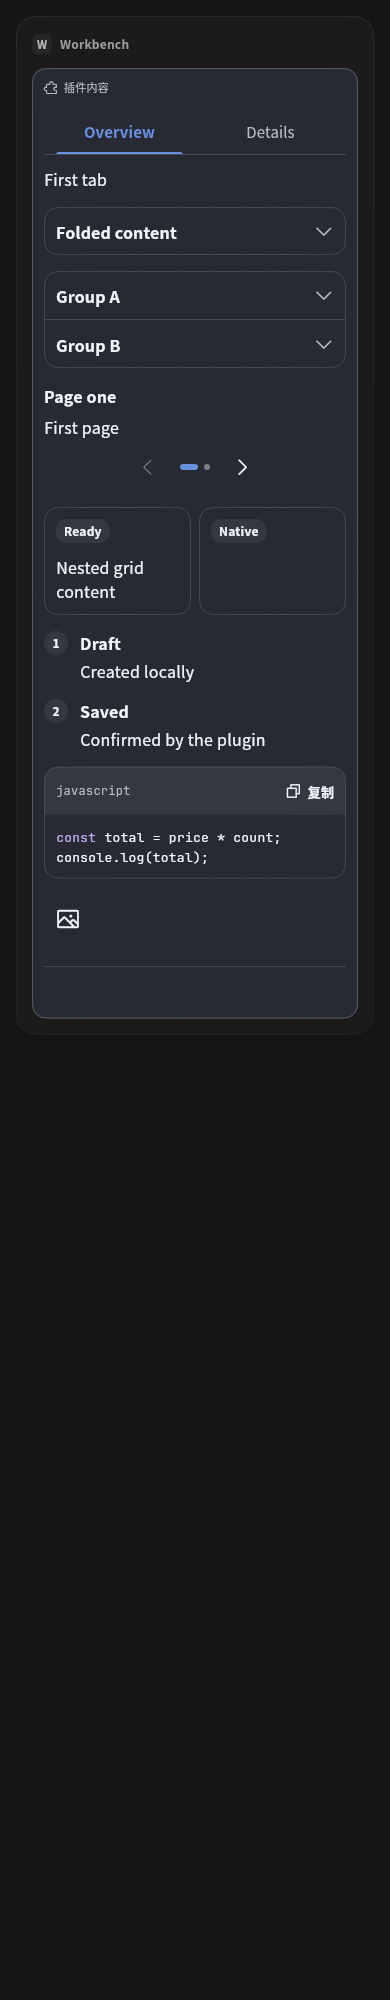 W Workbench
插件内容
Overview Details
First tab
Folded content
Group A
Group B
Page one
First page
Ready Native
Nested grid
content
1 Draft
Created locally
2 Saved
Confirmed by the plugin
javascript 复制
const total = price * count;
console.log(total);